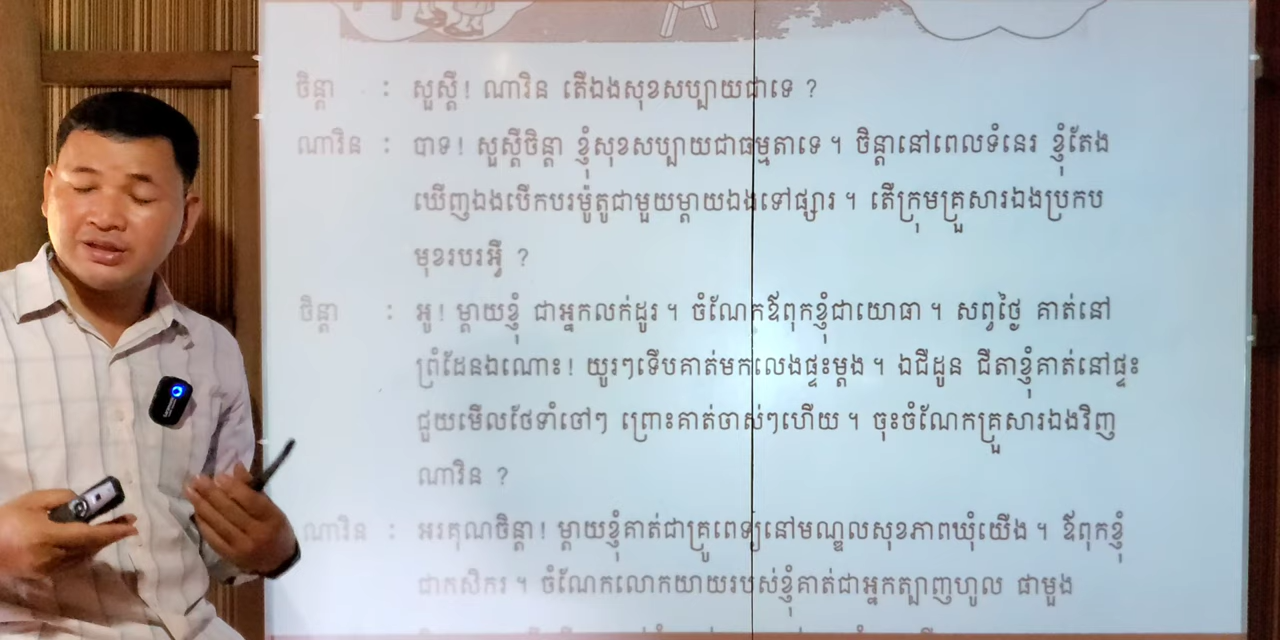 ចិន្តា : សួស្តី! ណារិន តើឯងសុខសប្បាយជាទេ ?
ណារិន : បាទ! សួស្តីចិន្តា ខ្ញុំសុខសប្បាយជាធម្មតាទេ ។ ចិន្តានៅពេលទំនេរ ខ្ញុំតែង
ឃើញឯងបើកបរម៉ូតូជាមួយម្តាយឯងទៅផ្សារ ។ តើក្រុមគ្រួសារឯងប្រកប
មុខរបរអ្វី ?
ចិន្តា : អូ! ម្តាយខ្ញុំ ជាអ្នកលក់ដូរ ។ ចំណែកឪពុកខ្ញុំជាយោធា ។ សព្វថ្ងៃ គាត់នៅ
ព្រំដែនឯណោះ! យូរៗទើបគាត់មកលេងផ្ទះម្តង ។ ឯជីដូន ជីតាខ្ញុំគាត់នៅផ្ទះ
ជួយមើលថែទាំចៅៗ ព្រោះគាត់ចាស់ៗហើយ ។ ចុះចំណែកគ្រួសារឯងវិញ
ណារិន ?
ណារិន : អរគុណចិន្តា! ម្តាយខ្ញុំគាត់ជាគ្រូពេទ្យនៅមណ្ឌលសុខភាពឃុំយើង ។ ឪពុកខ្ញុំ
ជាកសិករ ។ ចំណែកលោកយាយរបស់ខ្ញុំគាត់ជាអ្នកត្បាញហូល ផាមួង